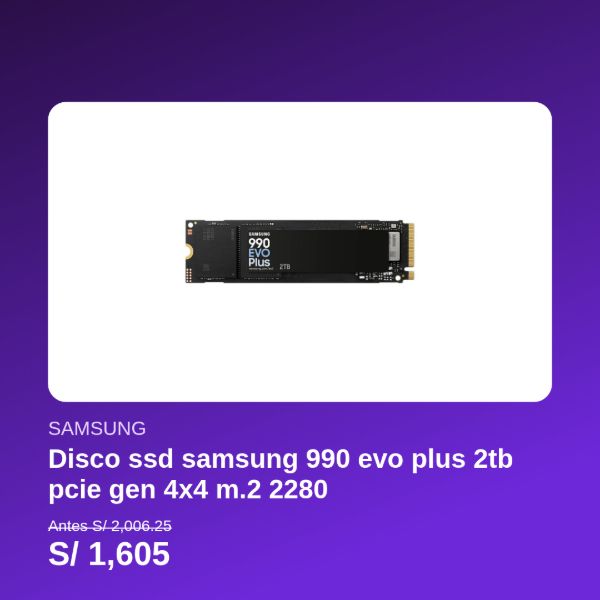 SAMSUNG
990
EVO
Plus
2TB
SAMSUNG
Disco ssd samsung 990 evo plus 2tb
pcie gen 4x4 m.2 2280
Antes S/ 2,006.25
S/ 1,605